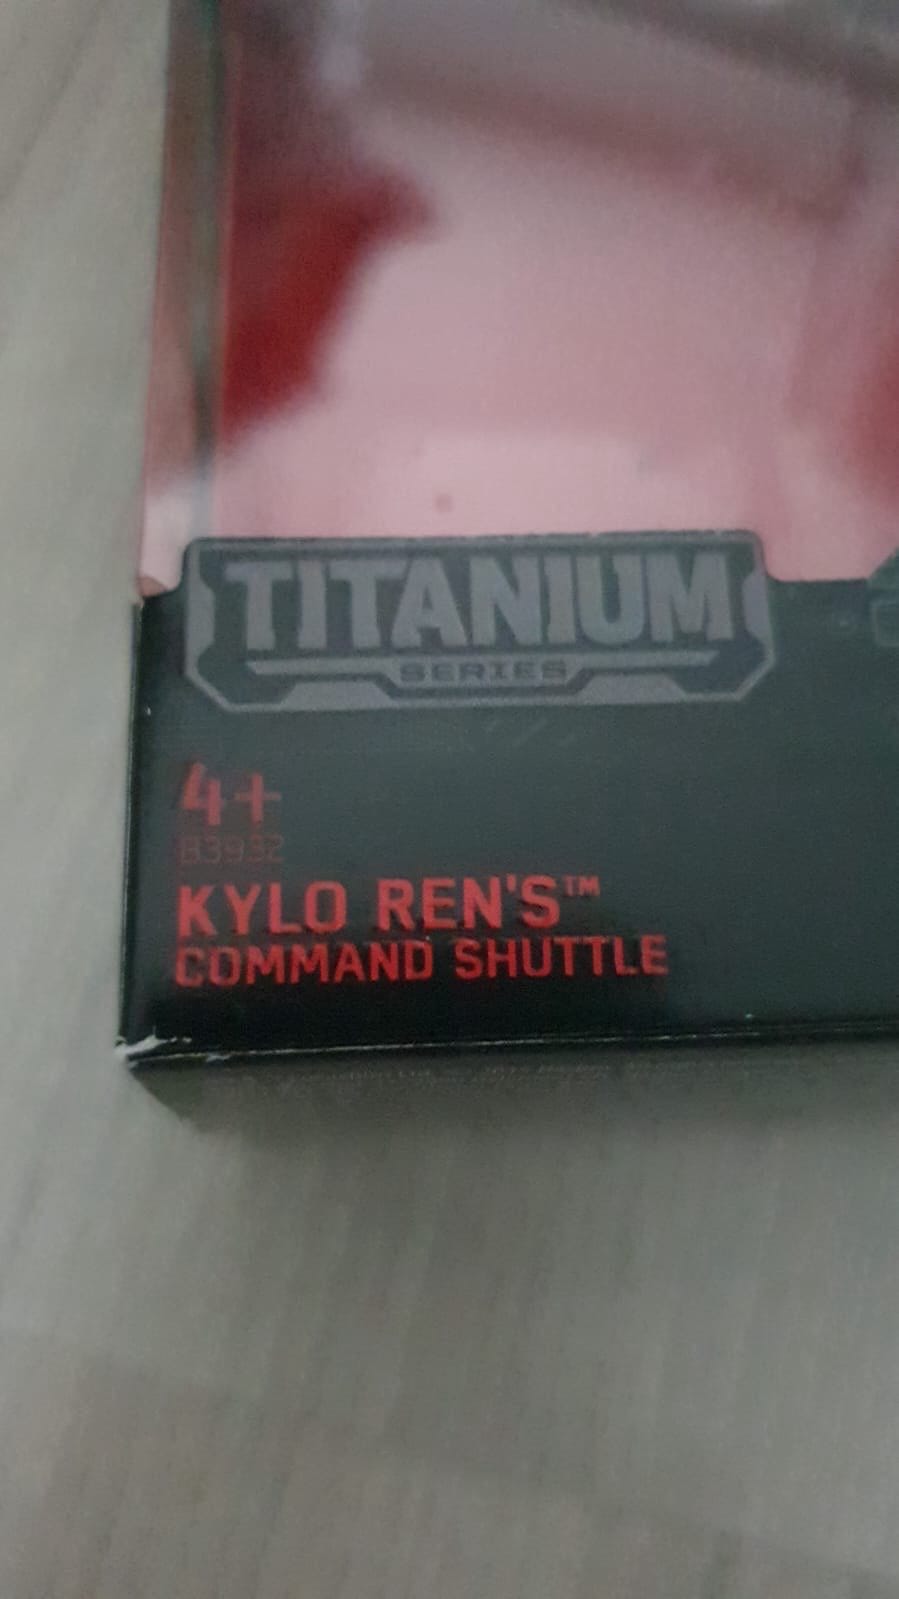 TITANIUM
SERIES
4+
B3932
KYLO REN'S™
COMMAND SHUTTLE